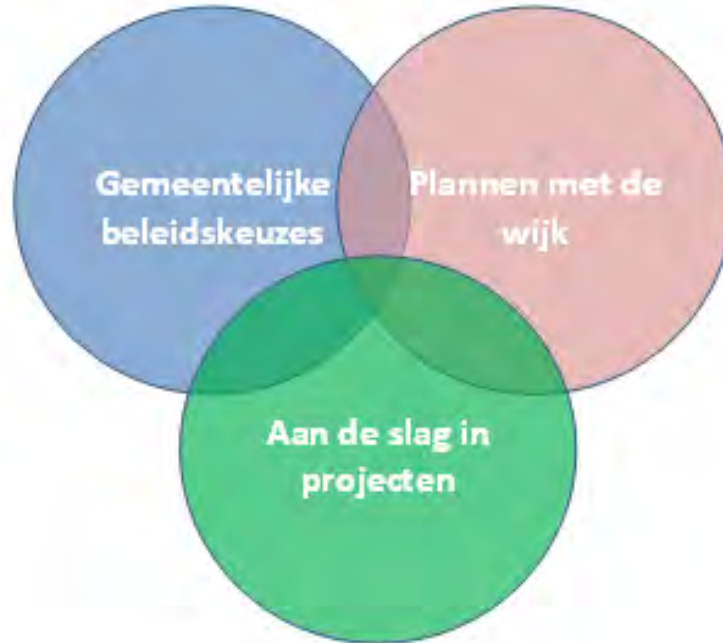 Gemeentelijke
beleidskeuzes
Plannen met de
wijk
Aan de slag in
projecten